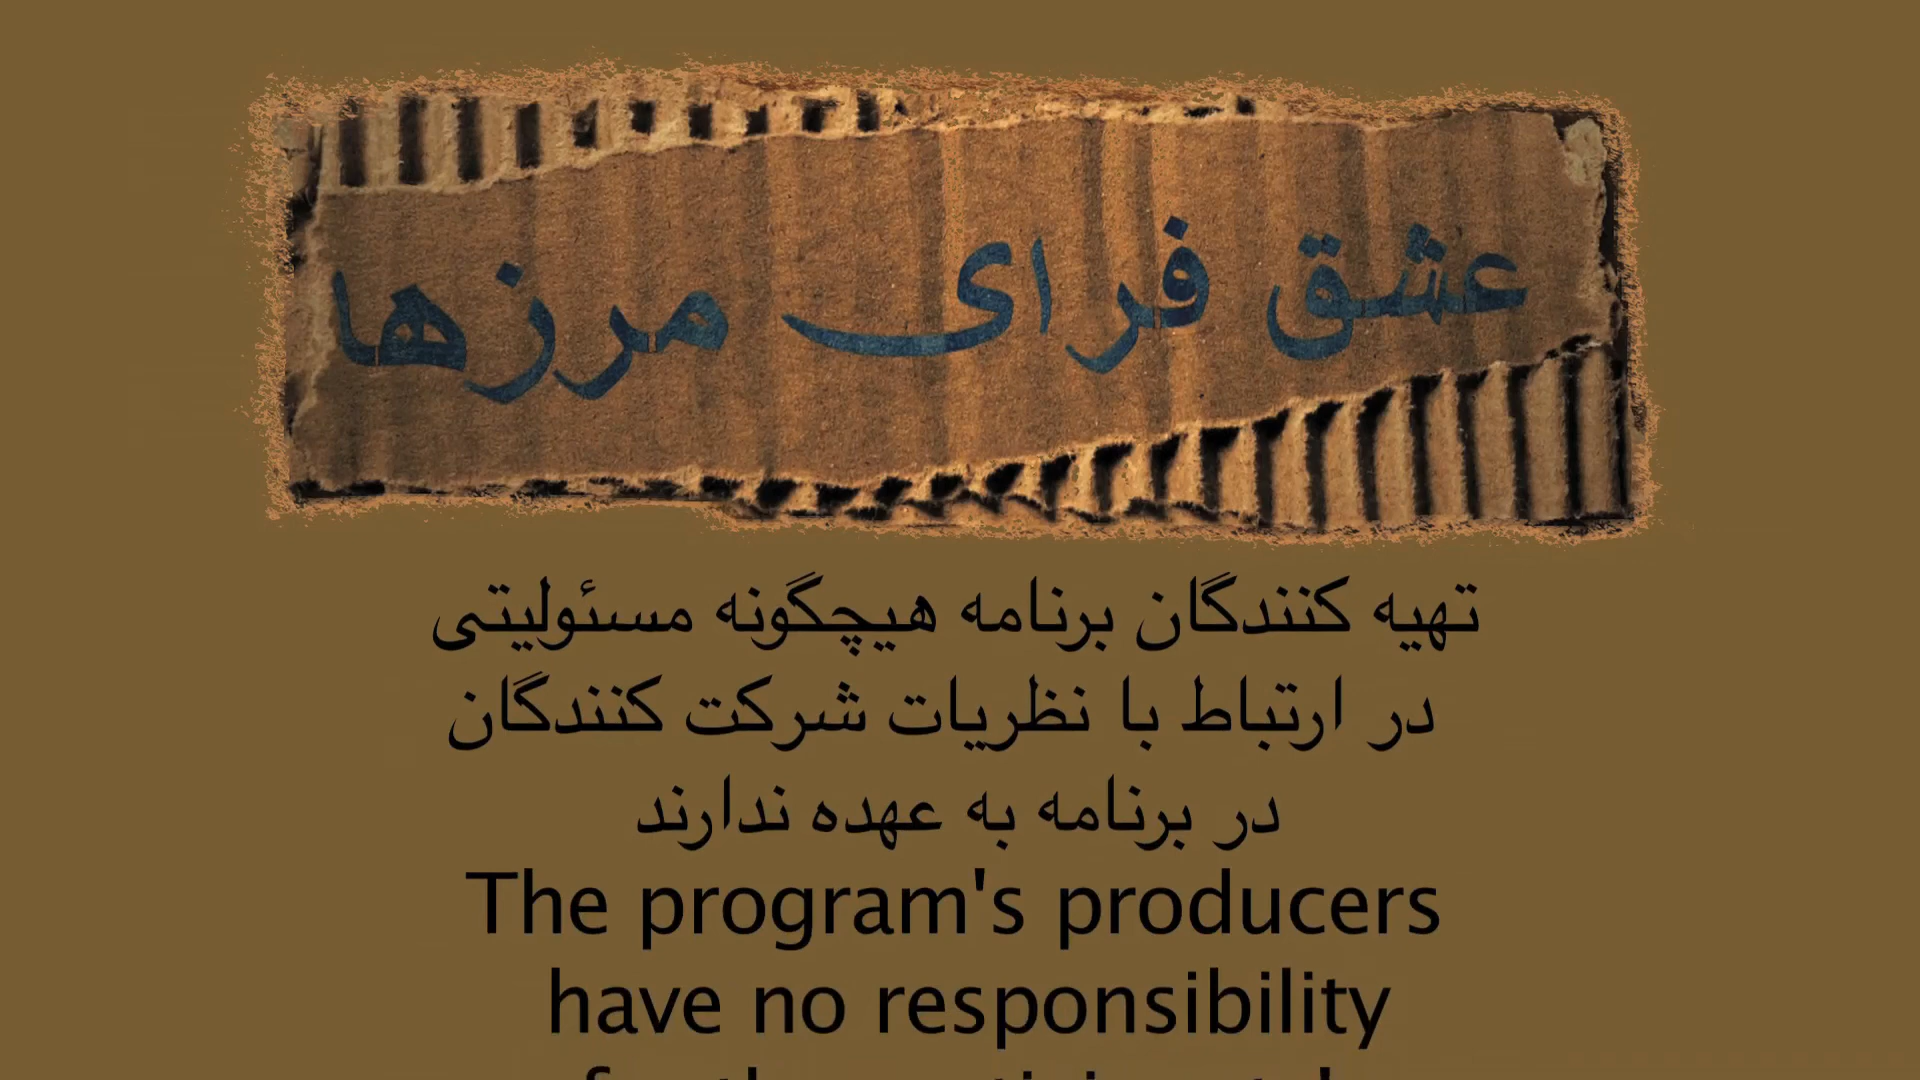 عشق فرای مرزها
تهیه کنندگان برنامه هیچگونه مسئولیتی
در ارتباط با نظریات شرکت کنندگان
در برنامه به عهده ندارند
The program's producers
have no responsibility